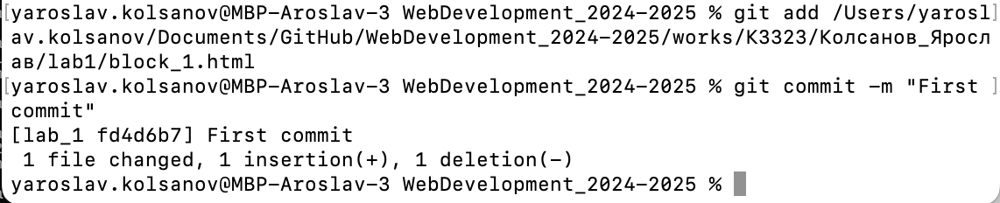 [yaroslav.kolsanov@MBP-Aroslav-3 WebDevelopment_2024-2025 % git add /Users/yarosl]
av.kolsanov/Documents/GitHub/WebDevelopment_2024-2025/works/K3323/Колсанов_Яросл
ав/lab1/block_1.html
[yaroslav.kolsanov@MBP-Aroslav-3 WebDevelopment_2024-2025 % git commit -m "First ]
commit"
[lab_1 fd4d6b7] First commit
 1 file changed, 1 insertion(+), 1 deletion(-)
yaroslav.kolsanov@MBP-Aroslav-3 WebDevelopment_2024-2025 %